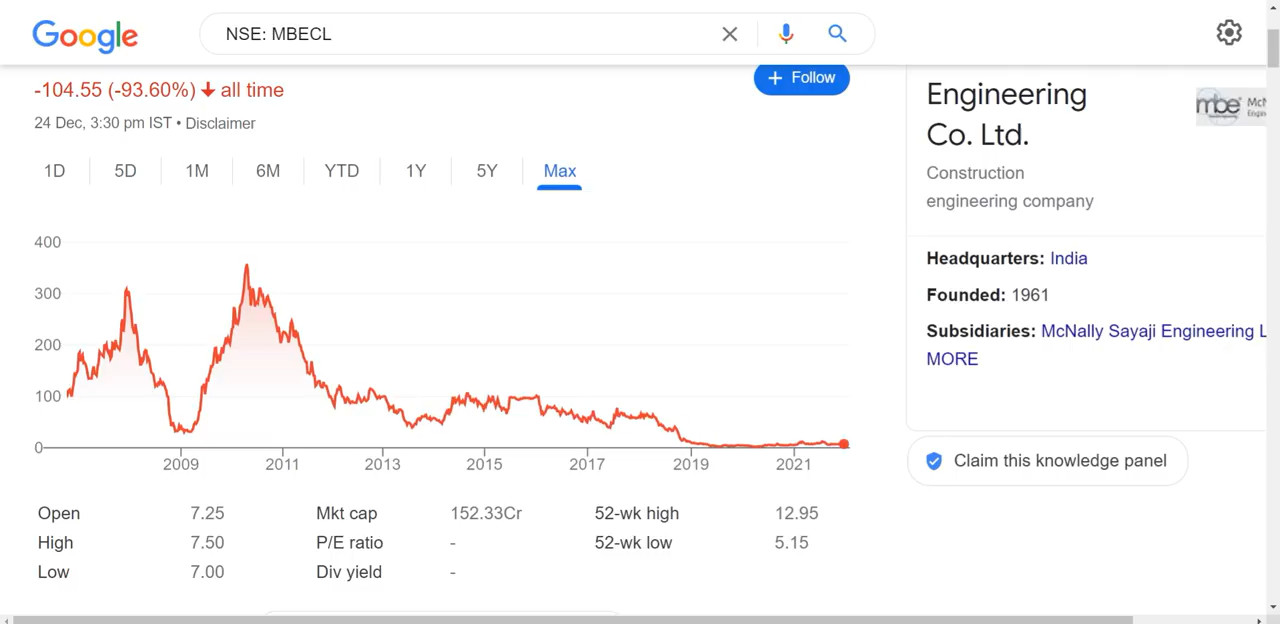 Google
NSE: MBECL
-104.55 (-93.60%) ↓ all time
+ Follow
24 Dec, 3:30 pm IST • Disclaimer
1D 5D 1M 6M YTD 1Y 5Y Max
400
300
200
100
0
2009 2011 2013 2015 2017 2019 2021
Open 7.25 Mkt cap 152.33Cr 52-wk high 12.95
High 7.50 P/E ratio - 52-wk low 5.15
Low 7.00 Div yield -
Engineering
Co. Ltd.
mbe
Construction
engineering company
Headquarters: India
Founded: 1961
Subsidiaries: McNally Sayaji Engineering L
MORE
Claim this knowledge panel